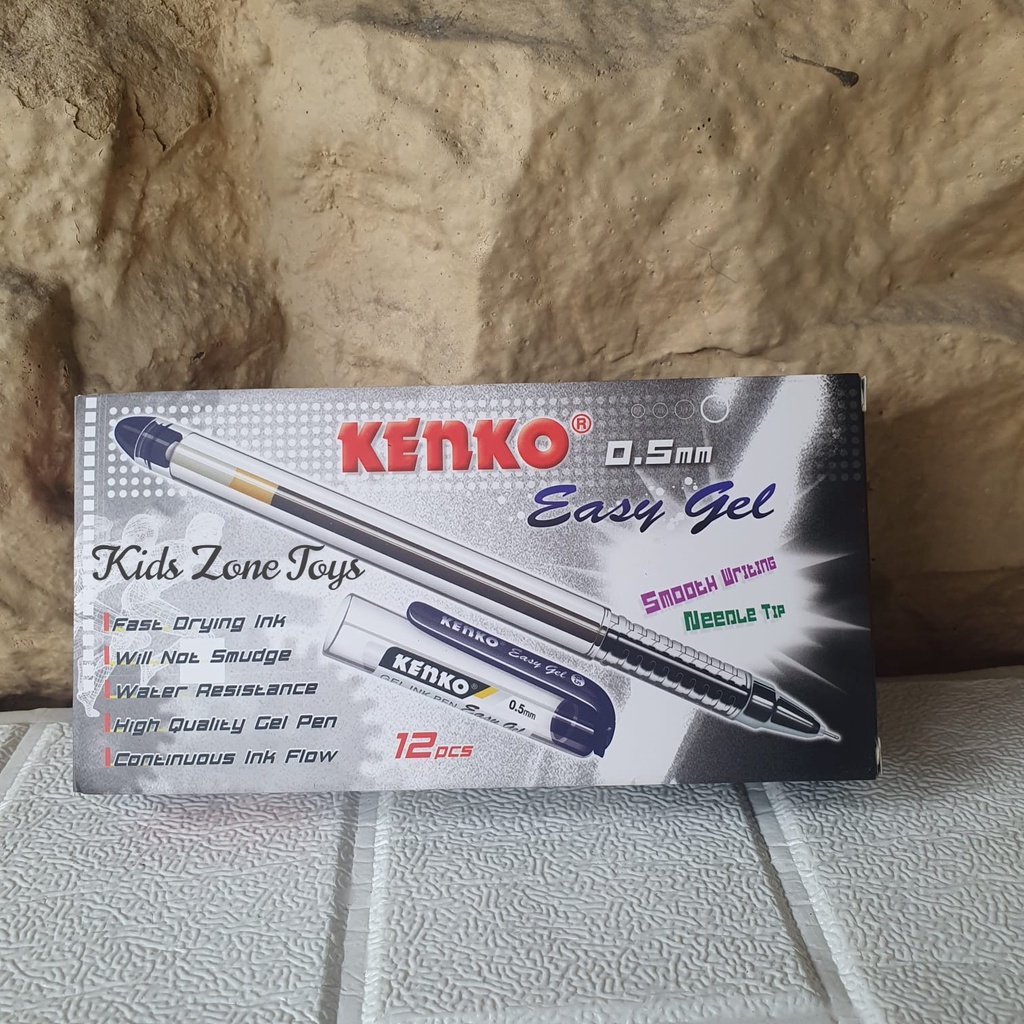 KENKO® 0.5mm
Easy Gel
Kids Zone Toys
Smooth Writing
Needle Tip
Fast Drying Ink
Will Not Smudge
Water Resistance
High Quality Gel Pen
Continuous Ink Flow
KENKO Easy Gel
KENKO
GEL INK PEN Easy Gel
0.5mm
12pcs